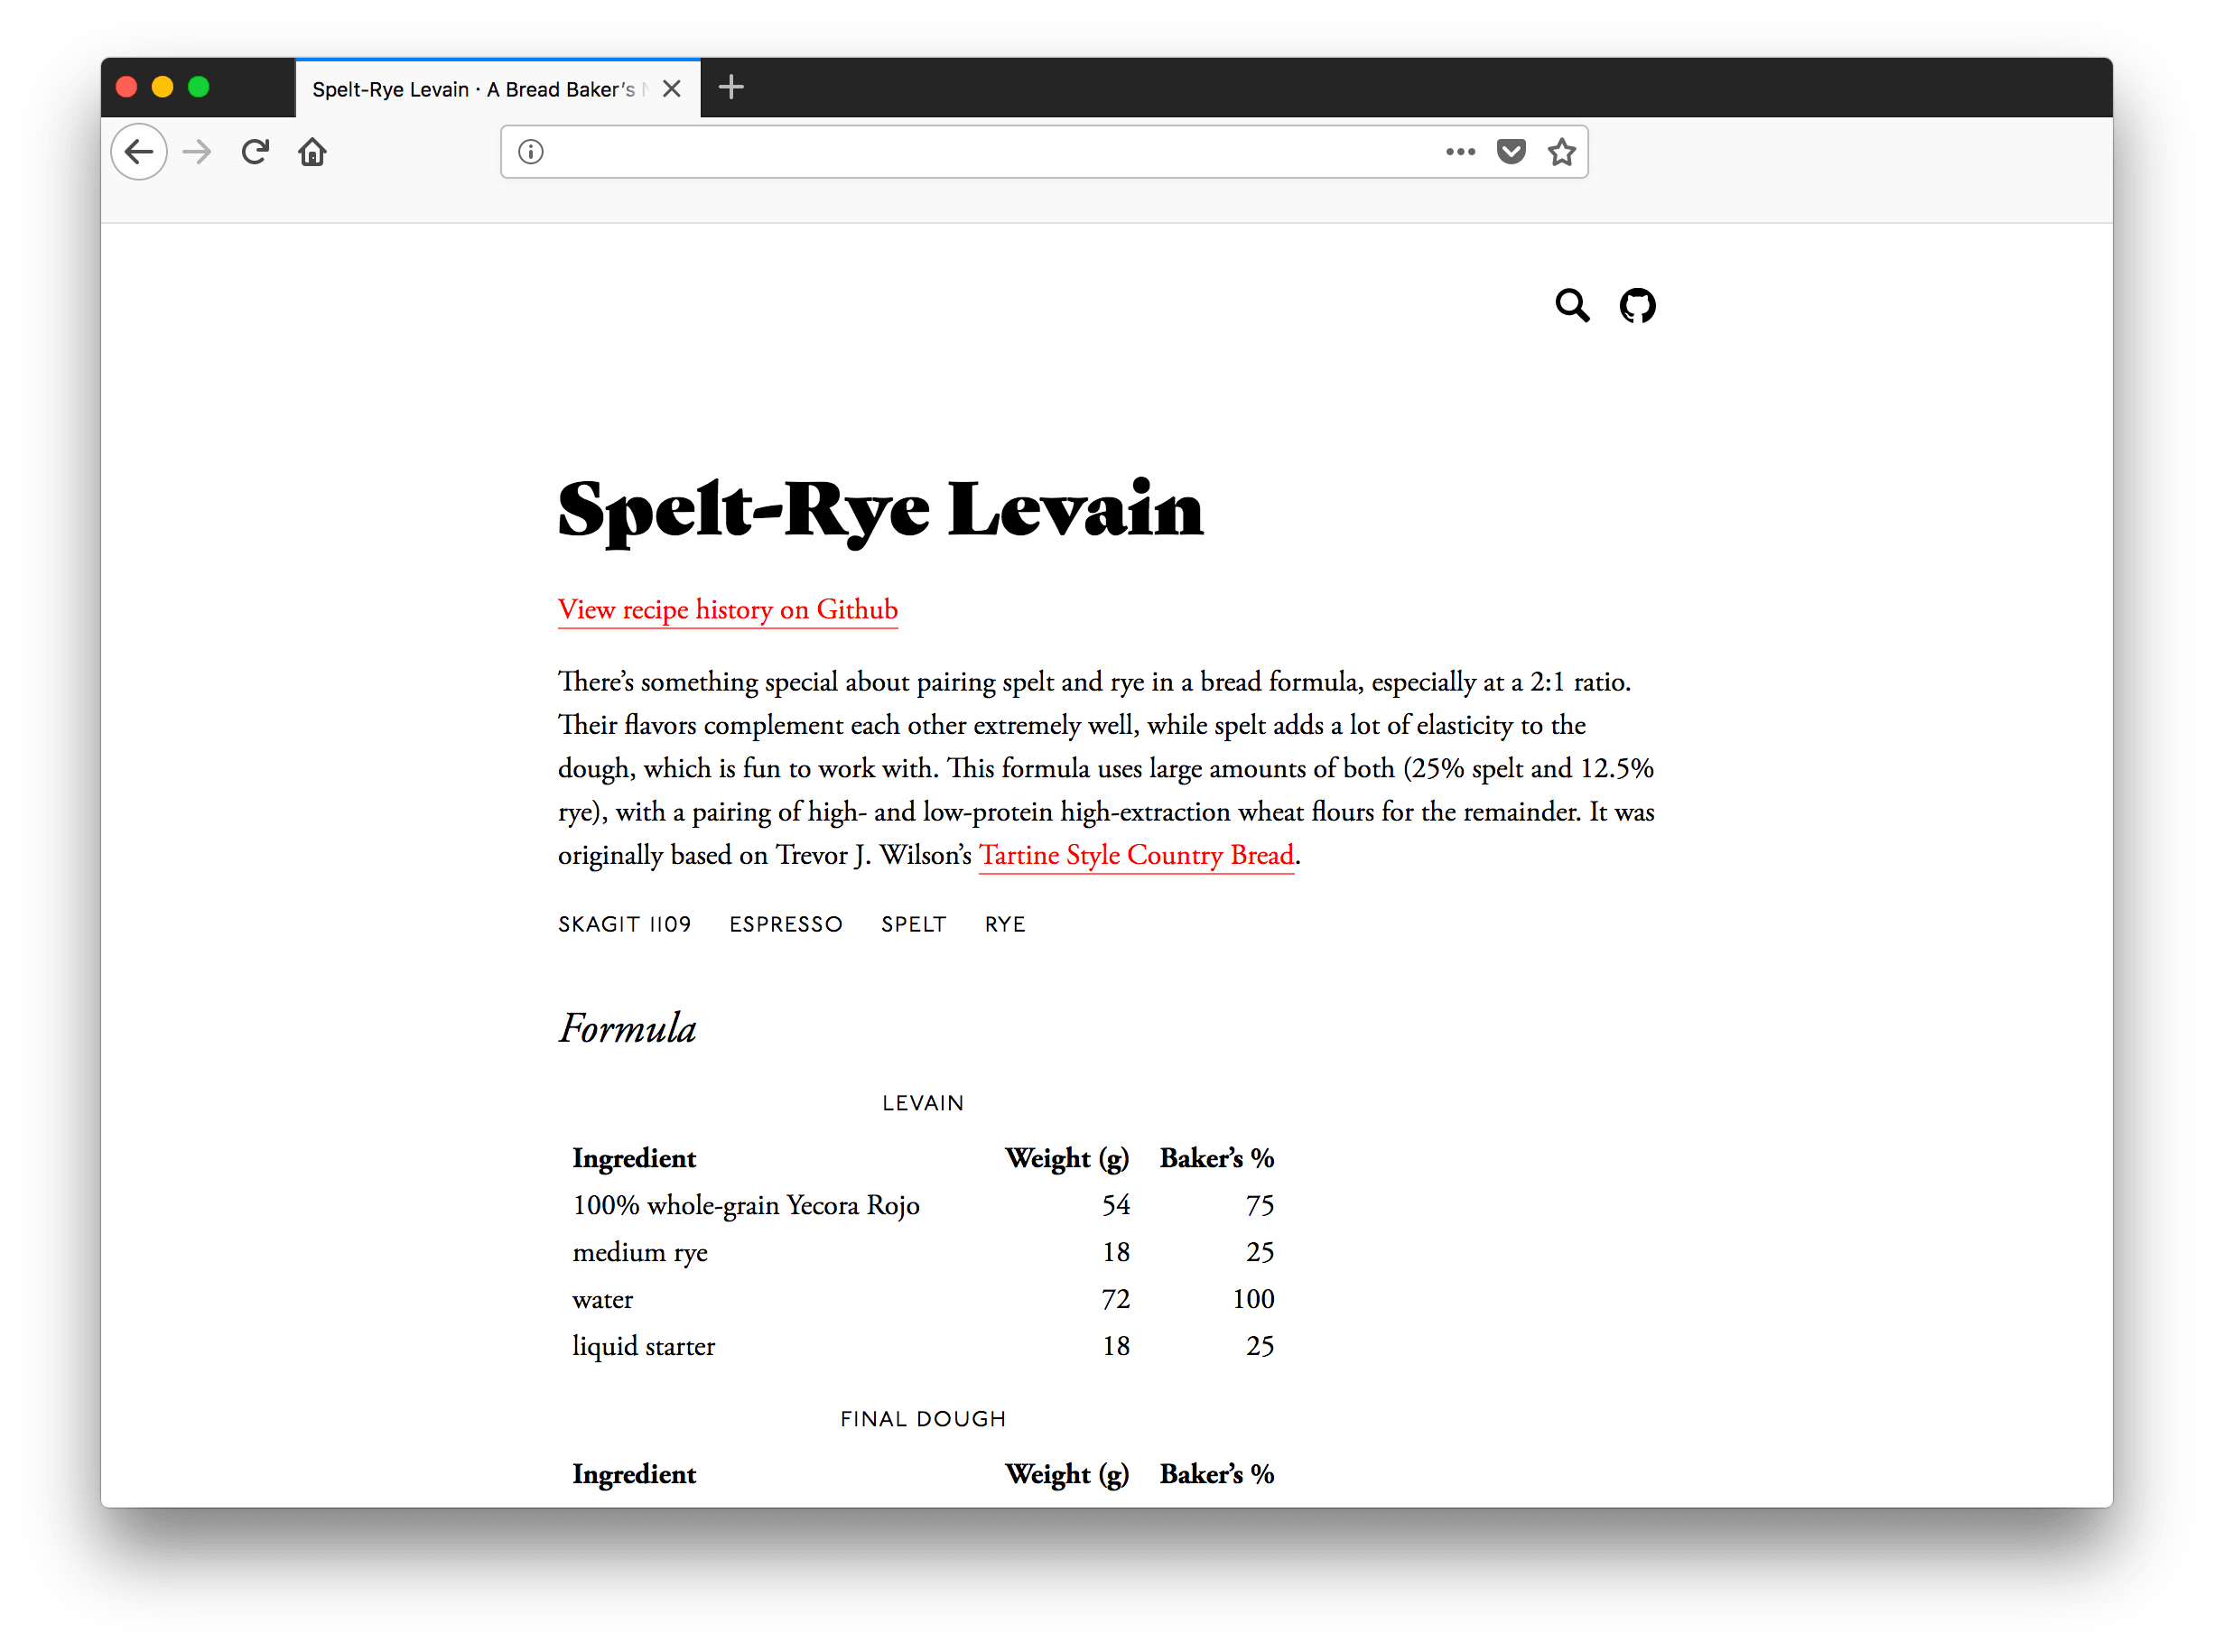 Spelt-Rye Levain · A Bread Baker's
Spelt-Rye Levain
View recipe history on Github
There’s something special about pairing spelt and rye in a bread formula, especially at a 2:1 ratio.
Their flavors complement each other extremely well, while spelt adds a lot of elasticity to the
dough, which is fun to work with. This formula uses large amounts of both (25% spelt and 12.5%
rye), with a pairing of high- and low-protein high-extraction wheat flours for the remainder. It was
originally based on Trevor J. Wilson’s Tartine Style Country Bread.
SKAGIT 1109 ESPRESSO SPELT RYE
Formula
LEVAIN
Ingredient Weight (g) Baker’s %
100% whole-grain Yecora Rojo 54 75
medium rye 18 25
water 72 100
liquid starter 18 25
FINAL DOUGH
Ingredient Weight (g) Baker’s %